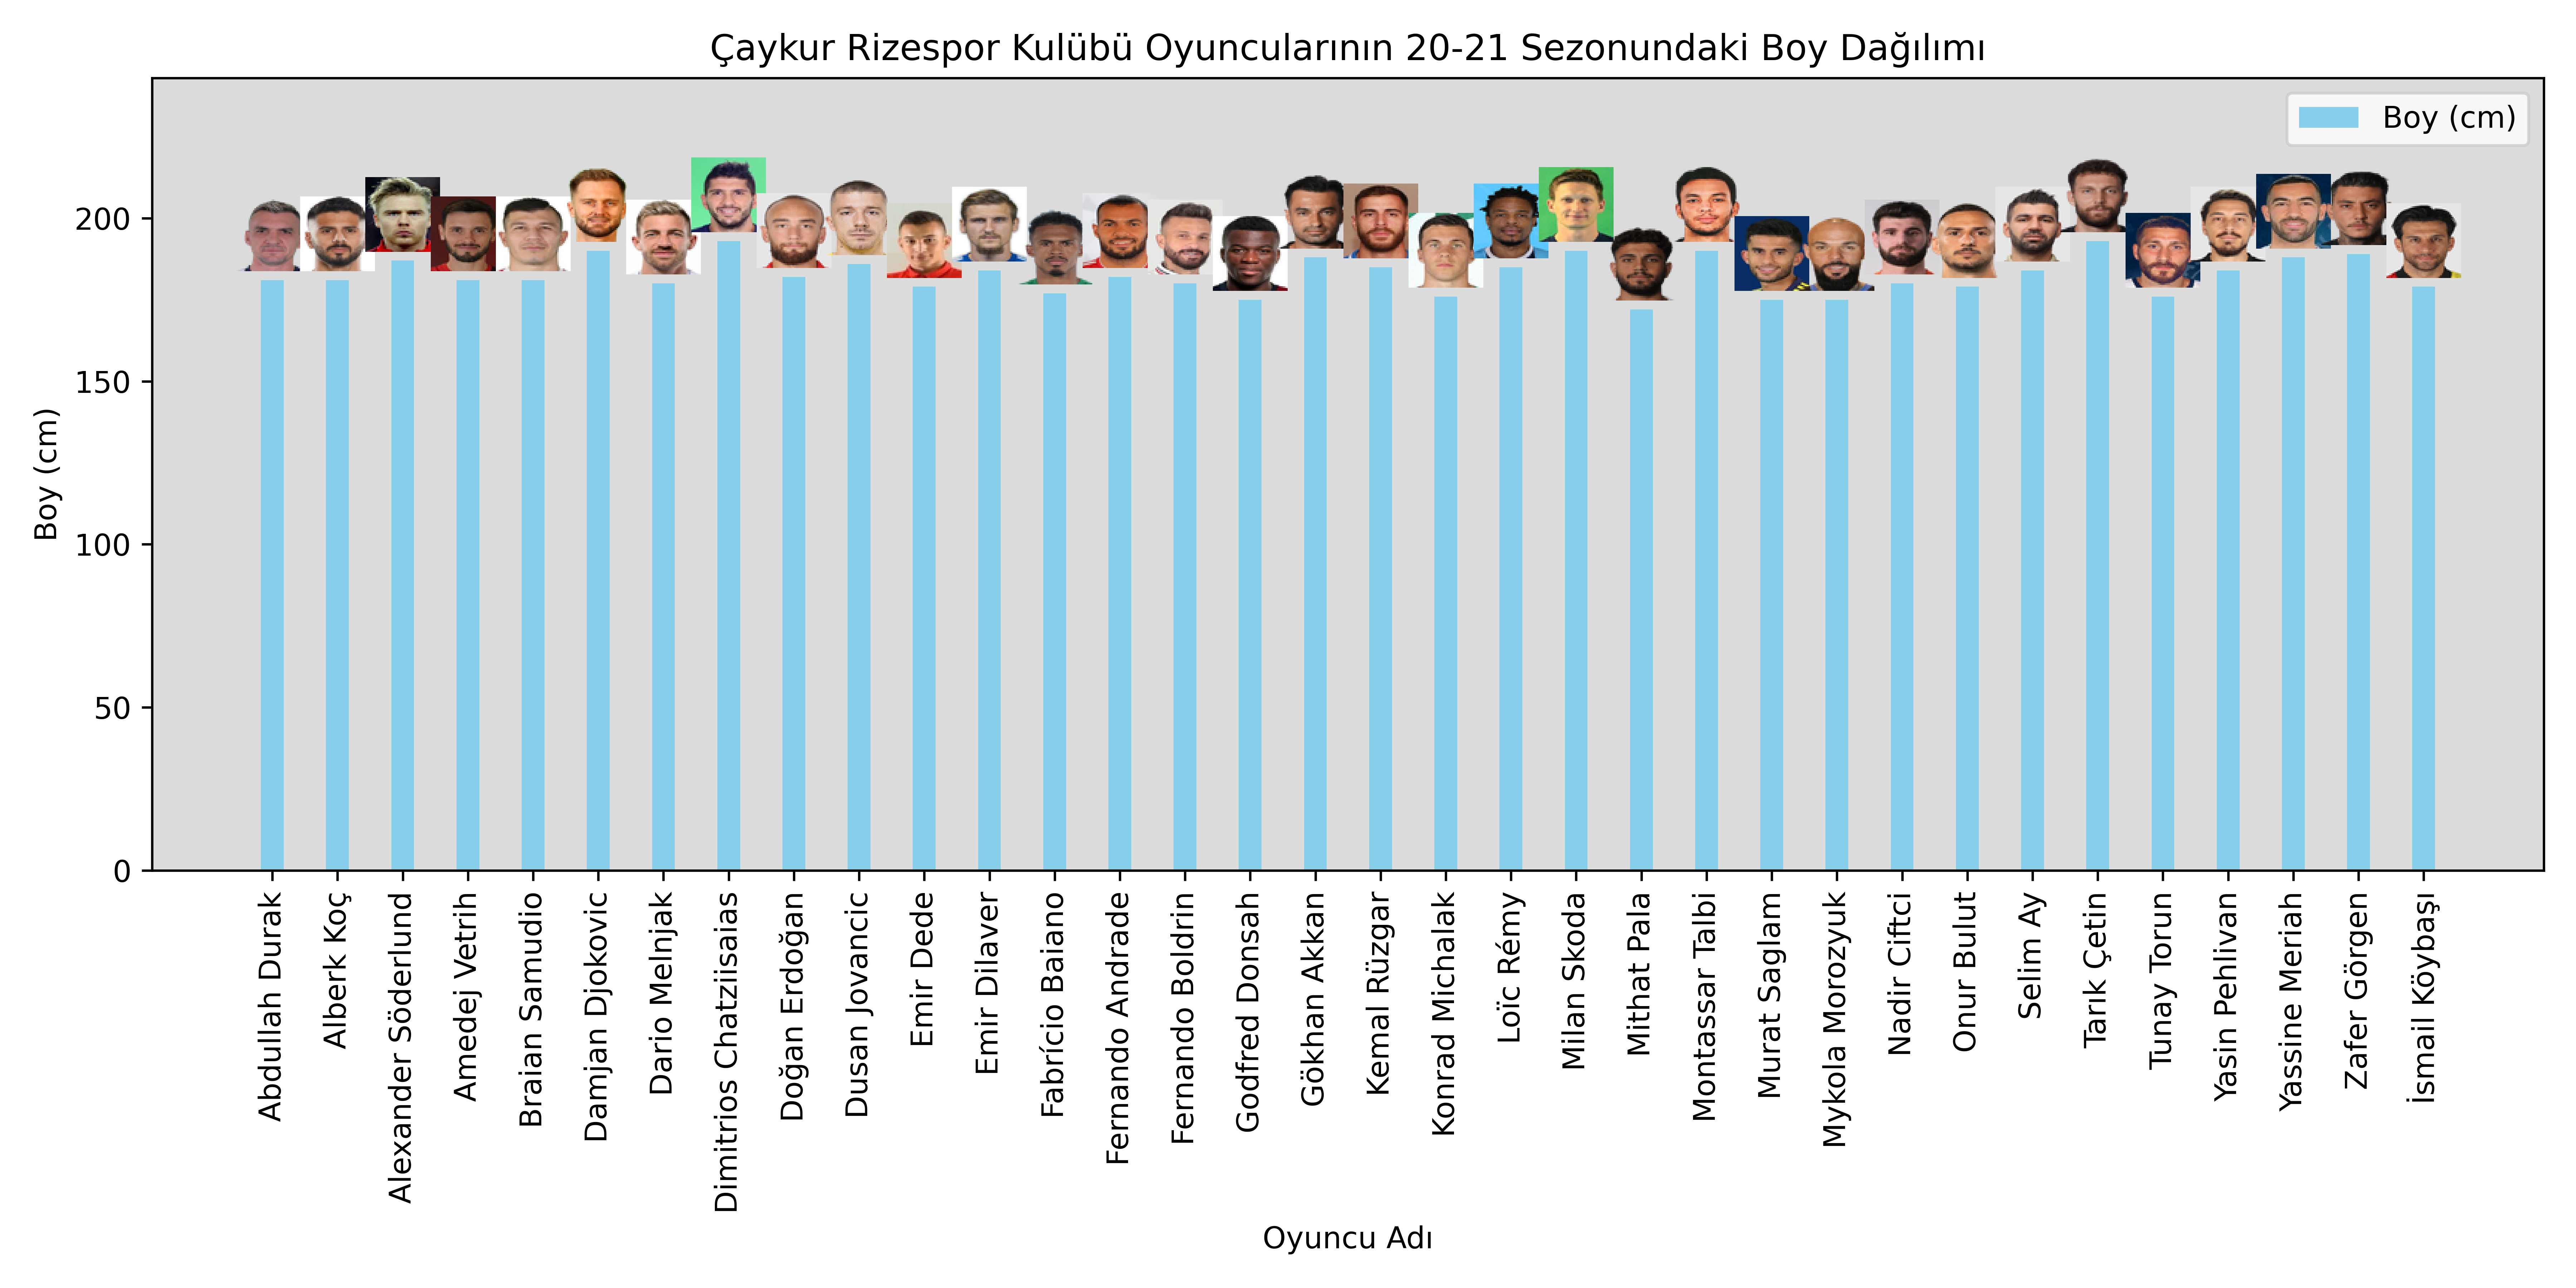 Çaykur Rizespor Kulübü Oyuncularının 20-21 Sezonundaki Boy Dağılımı
Boy (cm)
Boy (cm)
200
150
100
50
0
Abdullah Durak
Alberk Koç
Alexander Söderlund
Amedej Vetrih
Braian Samudio
Damjan Djokovic
Dario Melnjak
Dimitrios Chatziisaias
Doğan Erdoğan
Dusan Jovancic
Emir Dede
Emir Dilaver
Fabrício Baiano
Fernando Andrade
Fernando Boldrin
Godfred Donsah
Gökhan Akkan
Kemal Rüzgar
Konrad Michalak
Loïc Rémy
Milan Skoda
Mithat Pala
Montassar Talbi
Murat Saglam
Mykola Morozyuk
Nadir Ciftci
Onur Bulut
Selim Ay
Tarık Çetin
Tunay Torun
Yasin Pehlivan
Yassine Meriah
Zafer Görgen
İsmail Köybaşı
Oyuncu Adı